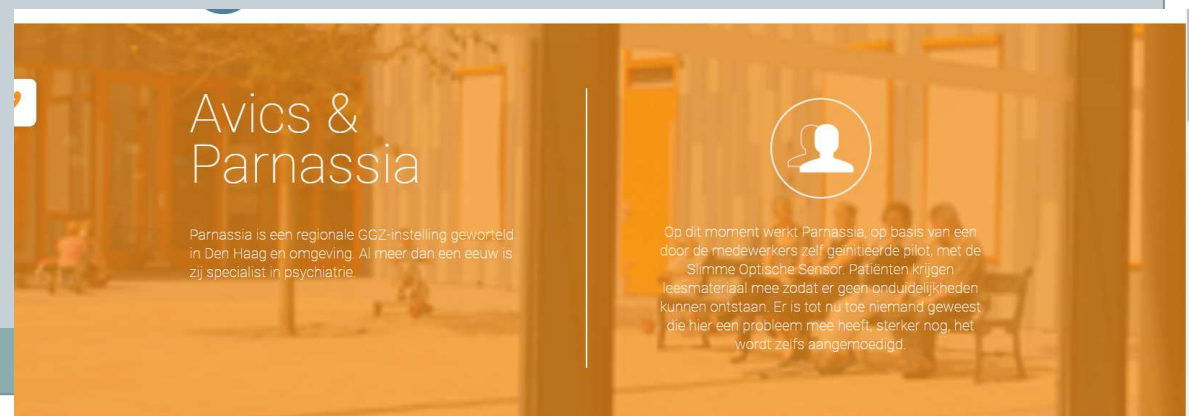 Avics &
Parnassia
Parnassia is een regionale GGZ-instelling geworteld
in Den Haag en omgeving. Al meer dan een eeuw is
zij specialist in psychiatrie.
Op dit moment werkt Parnassia, op basis van een
door de medewerkers zelf geïnitieerde pilot, met de
Slimme Optische Sensor. Patiënten krijgen
leesmateriaal mee zodat er geen onduidelijkheden
kunnen ontstaan. Er is tot nu toe niemand geweest
die hier een probleem mee heeft, sterker nog, het
wordt zelfs aangemoedigd.